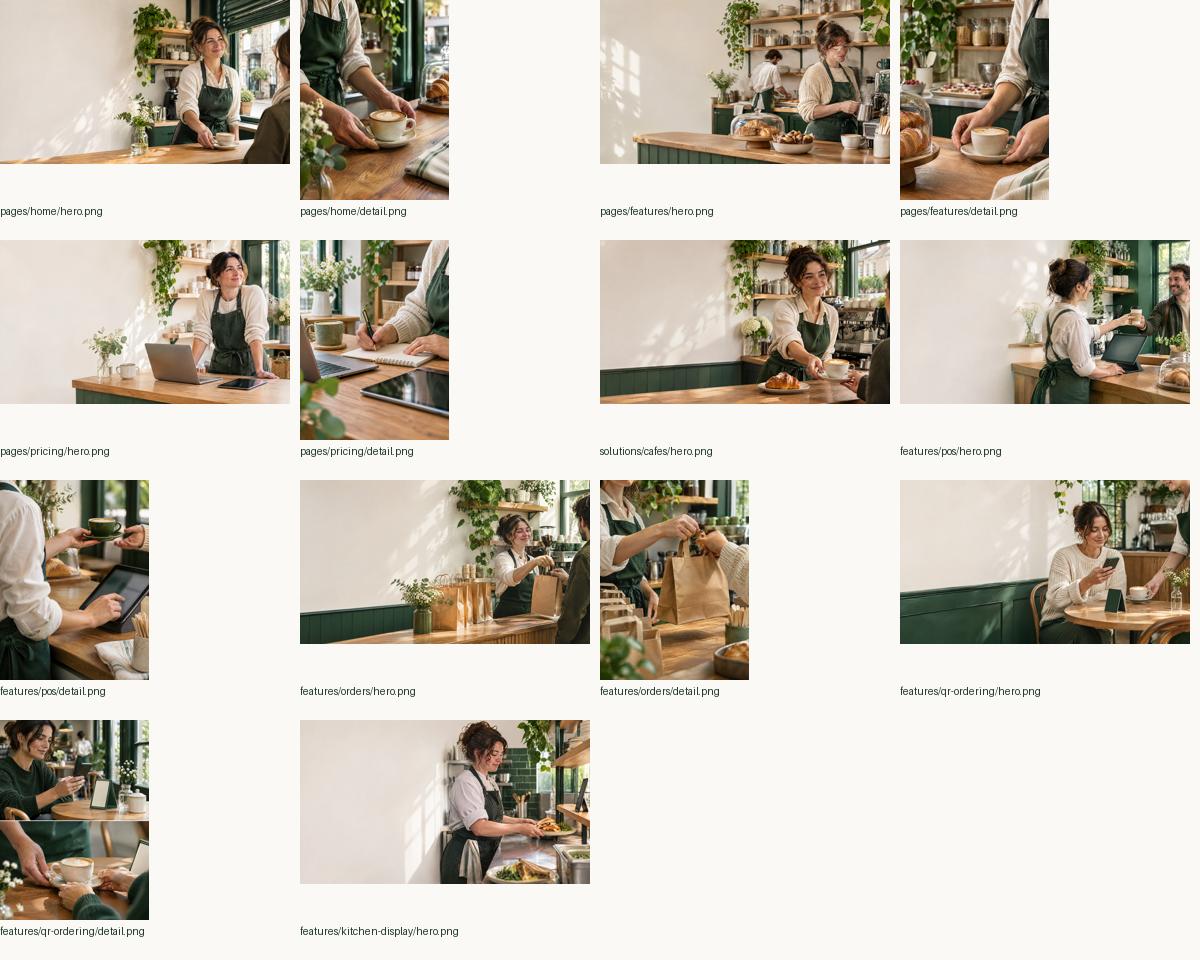 pages/home/hero.png
pages/home/detail.png
pages/features/hero.png
pages/features/detail.png
pages/pricing/hero.png
pages/pricing/detail.png
solutions/cafes/hero.png
features/pos/hero.png
features/pos/detail.png
features/orders/hero.png
features/orders/detail.png
features/qr-ordering/hero.png
features/qr-ordering/detail.png
features/kitchen-display/hero.png